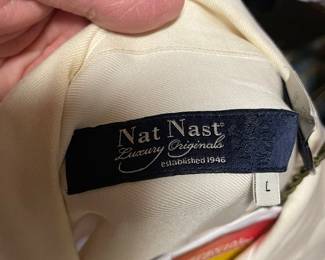 Nat Nast
Luxury Originals
established 1946
L